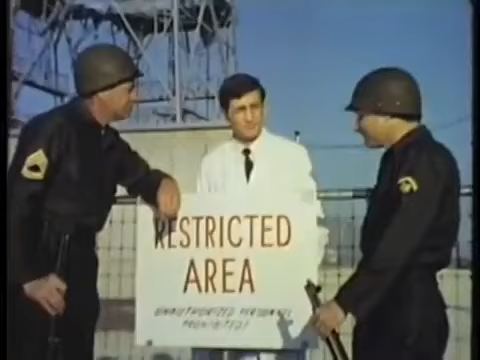 RESTRICTED
AREA
UNAUTHORIZED PERSONNEL
PROHIBITED!